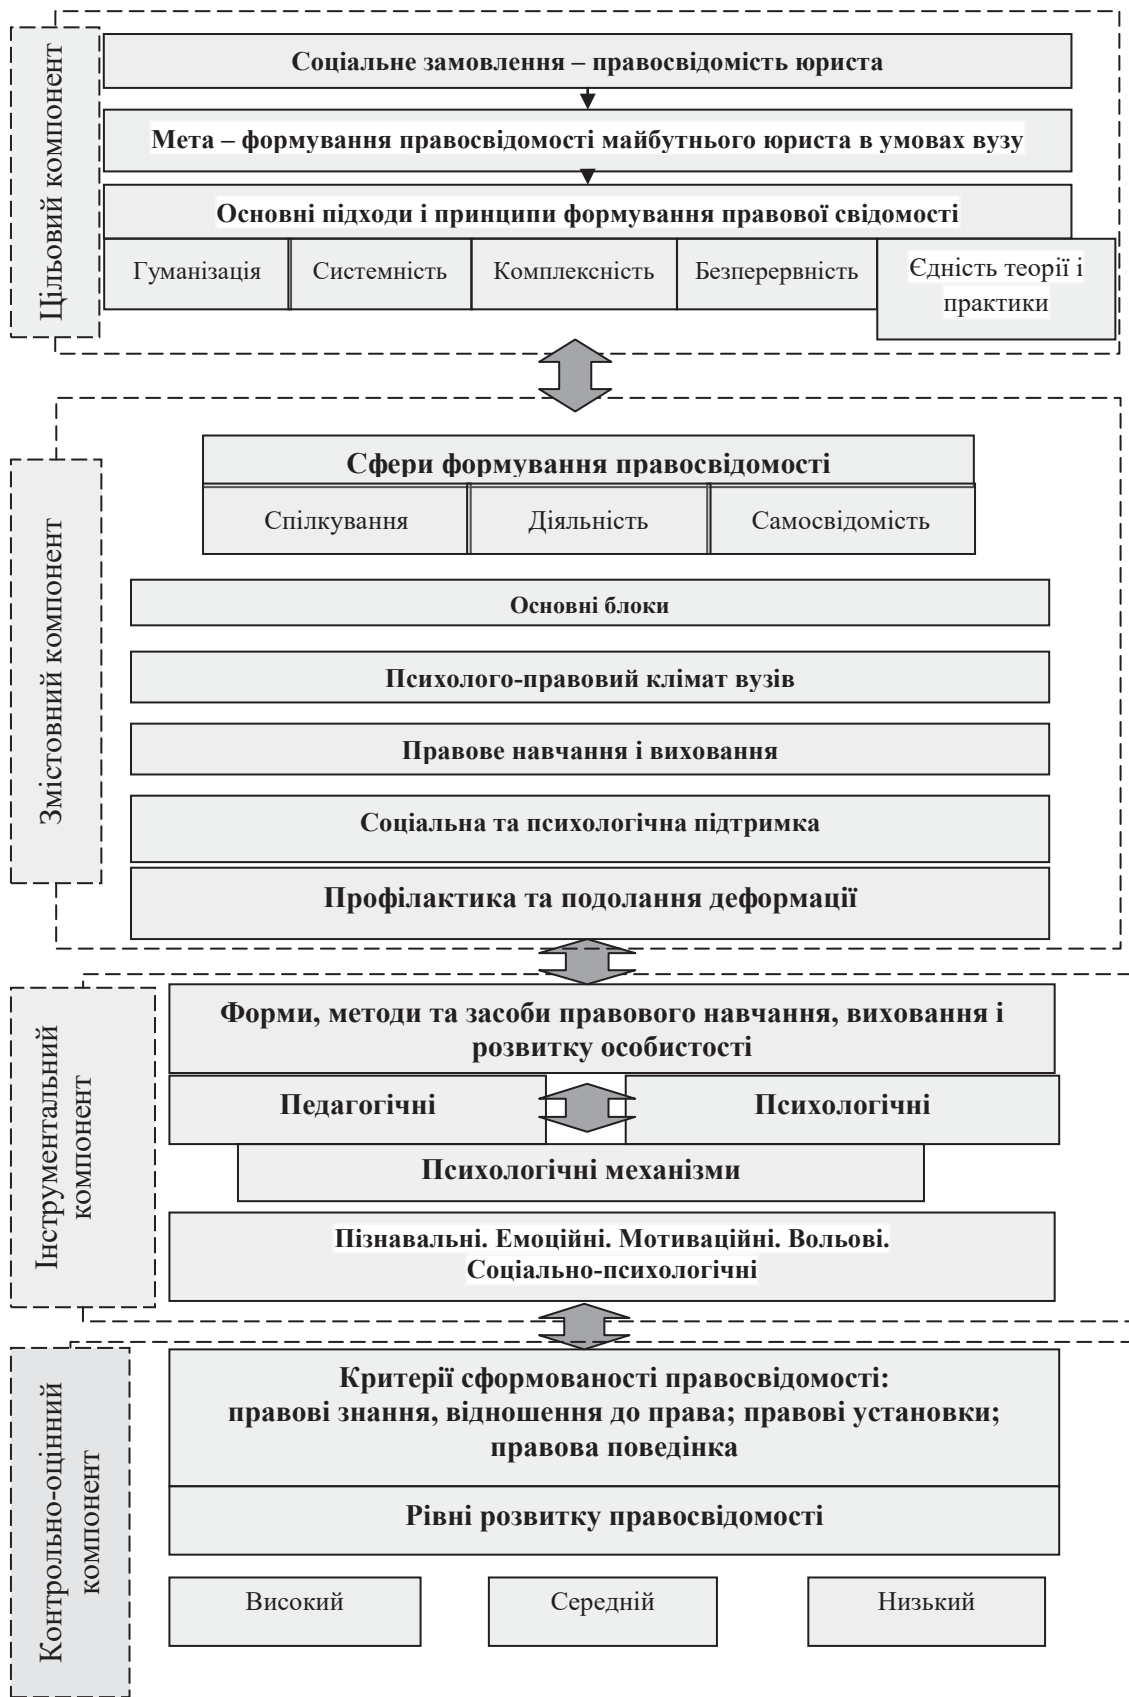 Цільовий компонент
Соціальне замовлення – правосвідомість юриста
Мета – формування правосвідомості майбутнього юриста в умовах вузу
Основні підходи і принципи формування правової свідомості
Гуманізація
Системність
Комплексність
Безперервність
Єдність теорії і
практики
Змістовний компонент
Сфери формування правосвідомості
Спілкування
Діяльність
Самосвідомість
Основні блоки
Психолого-правовий клімат вузів
Правове навчання і виховання
Соціальна та психологічна підтримка
Профілактика та подолання деформації
Інструментальний
компонент
Форми, методи та засоби правового навчання, виховання і
розвитку особистості
Педагогічні
Психологічні
Психологічні механізми
Пізнавальні. Емоційні. Мотиваційні. Вольові.
Соціально-психологічні
Контрольно-оцінний
компонент
Критерії сформованості правосвідомості:
правові знання, відношення до права; правові установки;
правова поведінка
Рівні розвитку правосвідомості
Високий
Середній
Низький